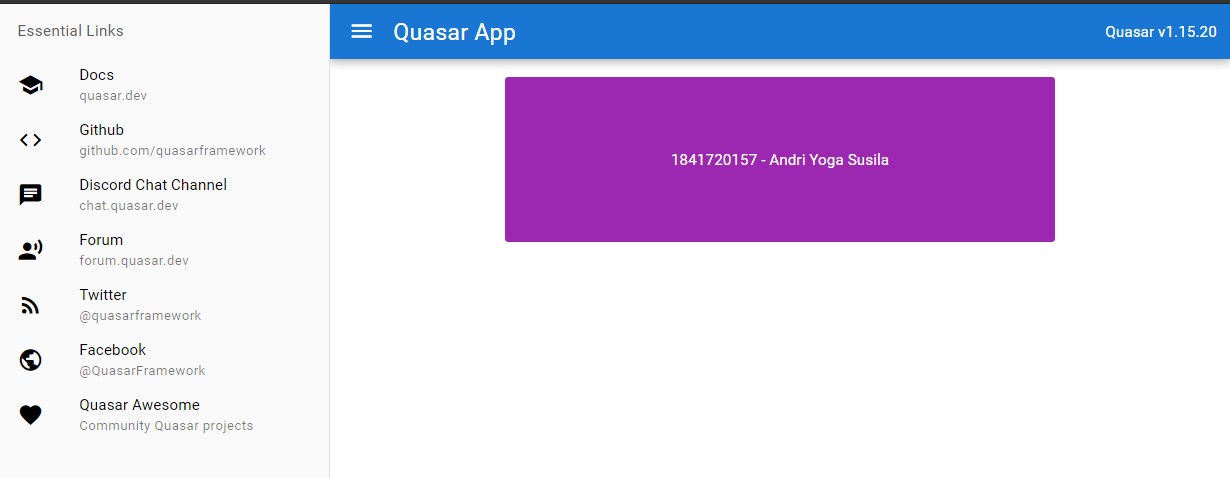 Essential Links
Docs
quasar.dev
Github
github.com/quasarframework
Discord Chat Channel
chat.quasar.dev
Forum
forum.quasar.dev
Twitter
@quasarframework
Facebook
@QuasarFramework
Quasar Awesome
Community Quasar projects
Quasar App
Quasar v1.15.20
1841720157 - Andri Yoga Susila